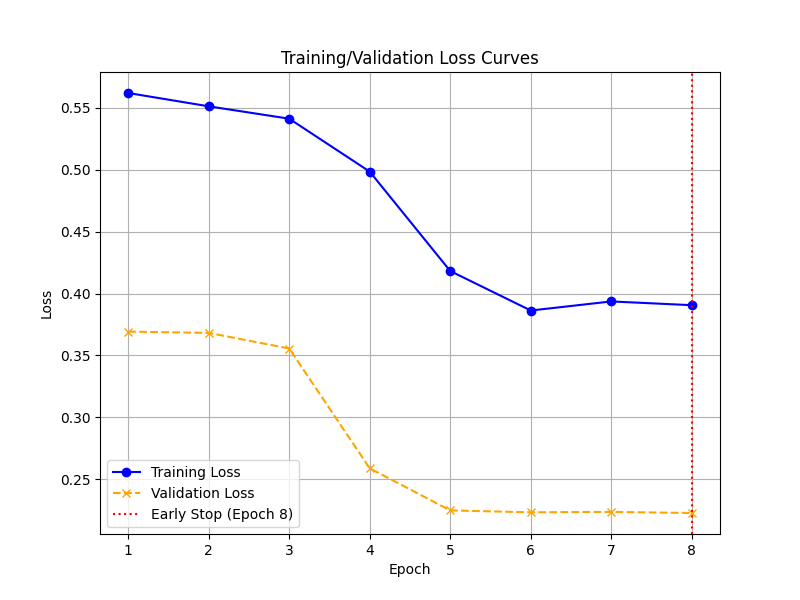 Training/Validation Loss Curves
0.55
0.50
0.45
0.40
0.35
0.30
0.25
Loss
Training Loss
Validation Loss
Early Stop (Epoch 8)
1 2 3 4 5 6 7 8
Epoch